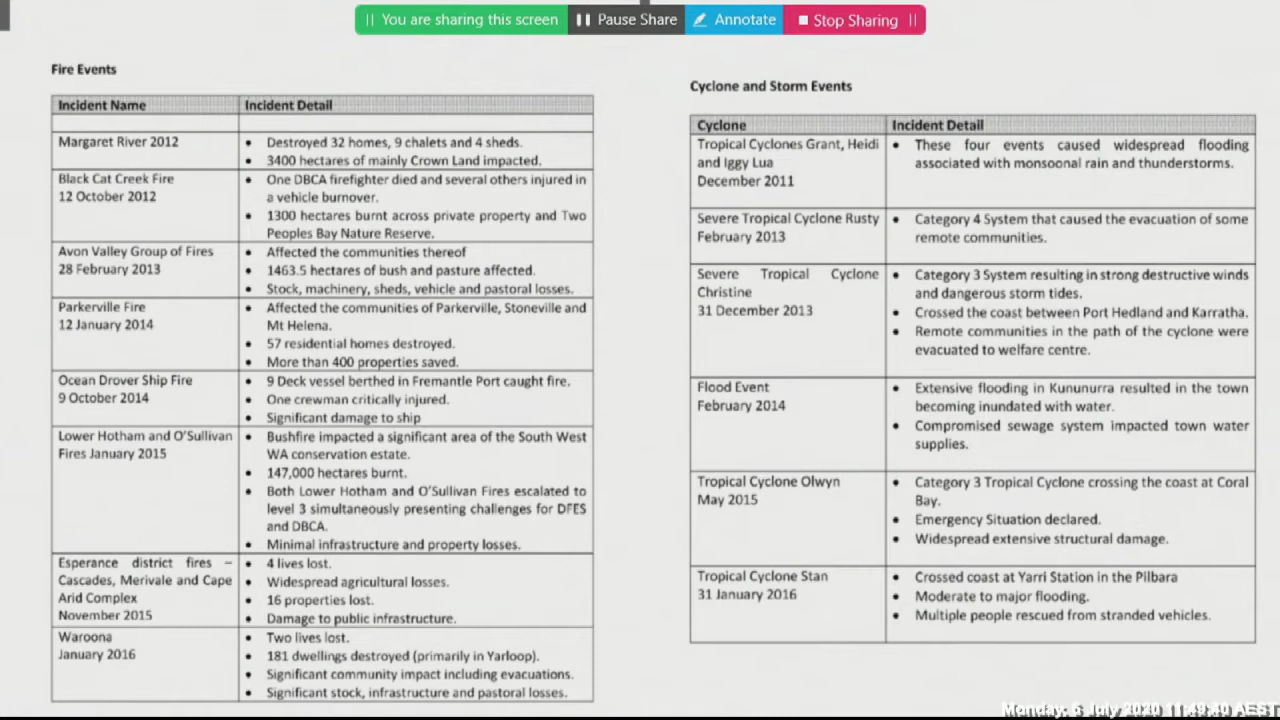 You are sharing this screen Pause Share Annotate Stop Sharing
Fire Events
Incident Name Incident Detail
Margaret River 2012
• Destroyed 32 homes, 9 chalets and 4 sheds.
• 3400 hectares of mainly Crown Land impacted.
Black Cat Creek Fire
12 October 2012
• One DBCA firefighter died and several others injured in
a vehicle burnover.
• 1300 hectares burnt across private property and Two
Peoples Bay Nature Reserve.
Avon Valley Group of Fires
28 February 2013
• Affected the communities thereof
• 1463.5 hectares of bush and pasture affected.
• Stock, machinery, sheds, vehicle and pastoral losses.
Parkerville Fire
12 January 2014
• Affected the communities of Parkerville, Stoneville and
Mt Helena.
• 57 residential homes destroyed.
• More than 400 properties saved.
Ocean Drover Ship Fire
9 October 2014
• 9 Deck vessel berthed in Fremantle Port caught fire.
• One crewman critically injured.
• Significant damage to ship
Lower Hotham and O'Sullivan
Fires January 2015
• Bushfire impacted a significant area of the South West
WA conservation estate.
• 147,000 hectares burnt.
• Both Lower Hotham and O'Sullivan Fires escalated to
level 3 simultaneously presenting challenges for DFES
and DBCA.
• Minimal infrastructure and property losses.
Esperance district fires –
Cascades, Merivale and Cape
Arid Complex
November 2015
• 4 lives lost.
• Widespread agricultural losses.
• 16 properties lost.
• Damage to public infrastructure.
Waroona
January 2016
• Two lives lost.
• 181 dwellings destroyed (primarily in Yarloop).
• Significant community impact including evacuations.
• Significant stock, infrastructure and pastoral losses.
Cyclone and Storm Events
Cyclone Incident Detail
Tropical Cyclones Grant, Heidi
and Iggy Lua
December 2011
• These four events caused widespread flooding
associated with monsoonal rain and thunderstorms.
Severe Tropical Cyclone Rusty
February 2013
• Category 4 System that caused the evacuation of some
remote communities.
Severe Tropical Cyclone
Christine
31 December 2013
• Category 3 System resulting in strong destructive winds
and dangerous storm tides.
• Crossed the coast between Port Hedland and Karratha.
• Remote communities in the path of the cyclone were
evacuated to welfare centre.
Flood Event
February 2014
• Extensive flooding in Kununurra resulted in the town
becoming inundated with water.
• Compromised sewage system impacted town water
supplies.
Tropical Cyclone Olwyn
May 2015
• Category 3 Tropical Cyclone crossing the coast at Coral
Bay.
• Emergency Situation declared.
• Widespread extensive structural damage.
Tropical Cyclone Stan
31 January 2016
• Crossed coast at Yarri Station in the Pilbara
• Moderate to major flooding.
• Multiple people rescued from stranded vehicles.
Monday, 6 July 2020 11:49:40 AEST